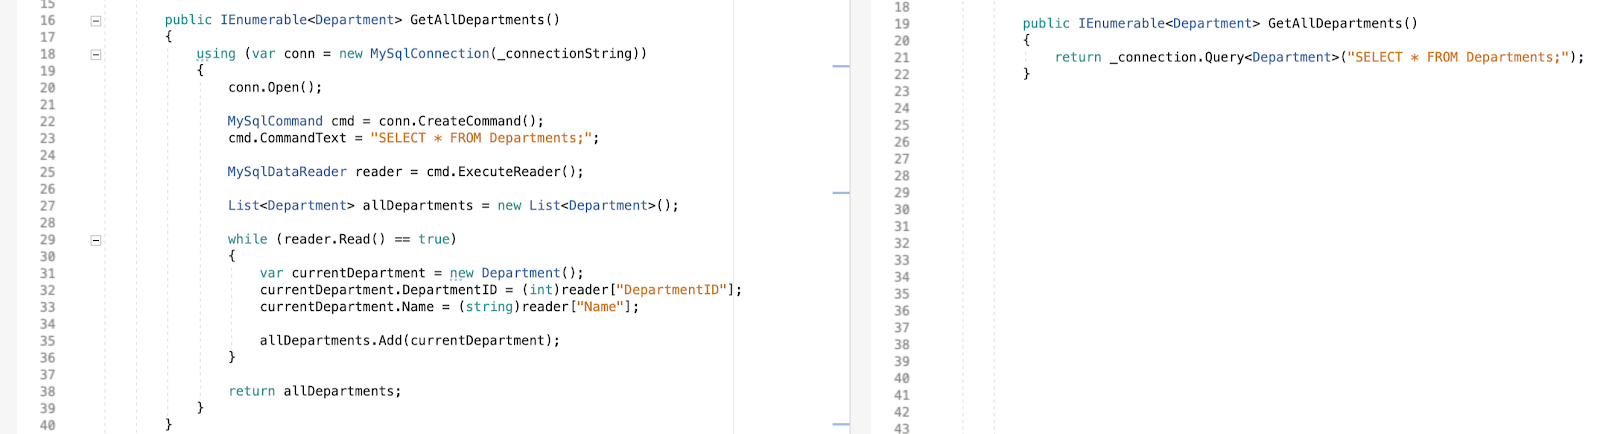 15
16 public IEnumerable<Department> GetAllDepartments()
17 {
18 using (var conn = new MySqlConnection(_connectionString))
19 {
20 conn.Open();
21
22 MySqlCommand cmd = conn.CreateCommand();
23 cmd.CommandText = "SELECT * FROM Departments;";
24
25 MySqlDataReader reader = cmd.ExecuteReader();
26
27 List<Department> allDepartments = new List<Department>();
28
29 while (reader.Read() == true)
30 {
31 var currentDepartment = new Department();
32 currentDepartment.DepartmentID = (int)reader["DepartmentID"];
33 currentDepartment.Name = (string)reader["Name"];
34
35 allDepartments.Add(currentDepartment);
36 }
37
38 return allDepartments;
39 }
40 }
18
19 public IEnumerable<Department> GetAllDepartments()
20 {
21 return _connection.Query<Department>("SELECT * FROM Departments;");
22 }
23
24
25
26
27
28
29
30
31
32
33
34
35
36
37
38
39
40
41
42
43